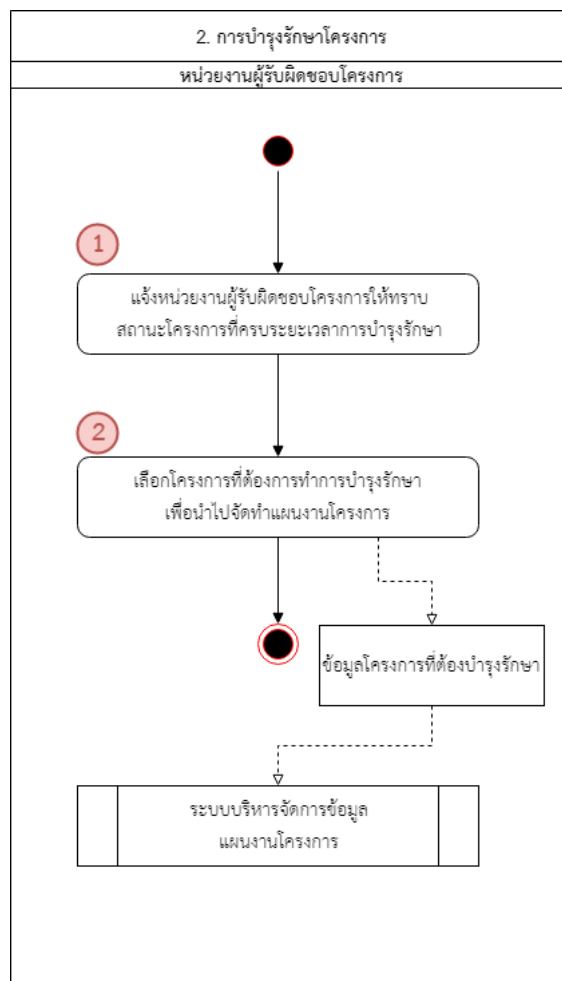 2. การบำรุงรักษาโครงการ
หน่วยงานผู้รับผิดชอบโครงการ
1
แจ้งหน่วยงานผู้รับผิดชอบโครงการให้ทราบ
สถานะโครงการที่ครบระยะเวลาการบำรุงรักษา
2
เลือกโครงการที่ต้องการทำการบำรุงรักษา
เพื่อนำไปจัดทำแผนงานโครงการ
ข้อมูลโครงการที่ต้องบำรุงรักษา
ระบบบริหารจัดการข้อมูล
แผนงานโครงการ